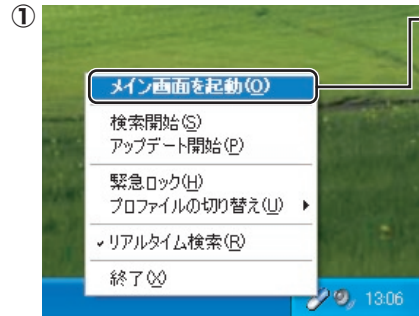 ①
メイン画面を起動(O)
検索開始(S)
アップデート開始(P)
緊急ロック(H)
プロファイルの切り替え(U)
リアルタイム検索(R)
終了(X)
13:06